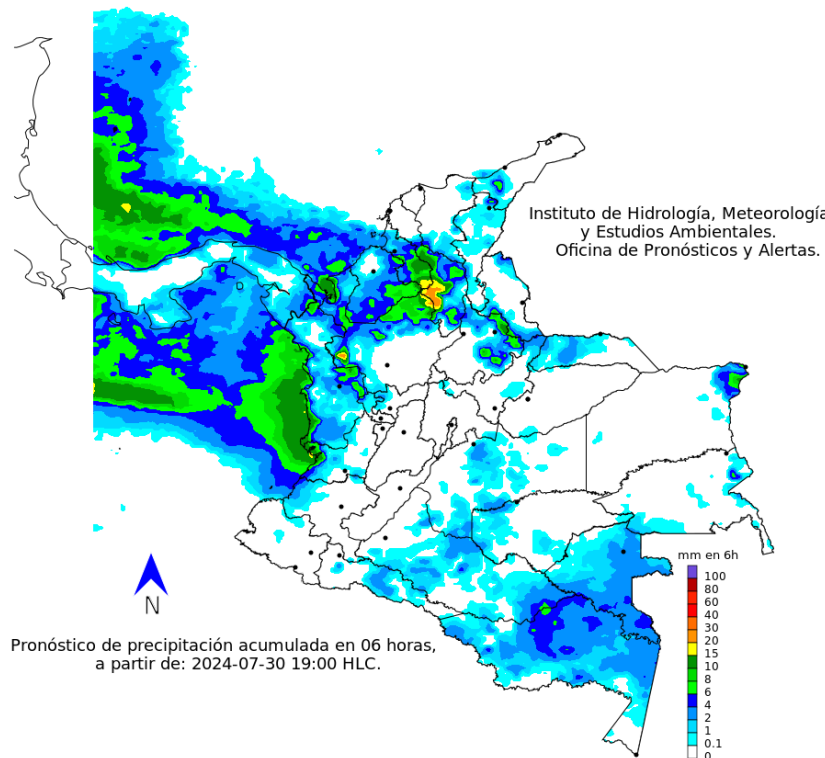 Instituto de Hidrología, Meteorología
y Estudios Ambientales.
Oficina de Pronósticos y Alertas.
N
Pronóstico de precipitación acumulada en 06 horas,
a partir de: 2024-07-30 19:00 HLC.
mm en 6h
100
80
60
40
30
20
15
10
8
6
4
2
1
0.1
0